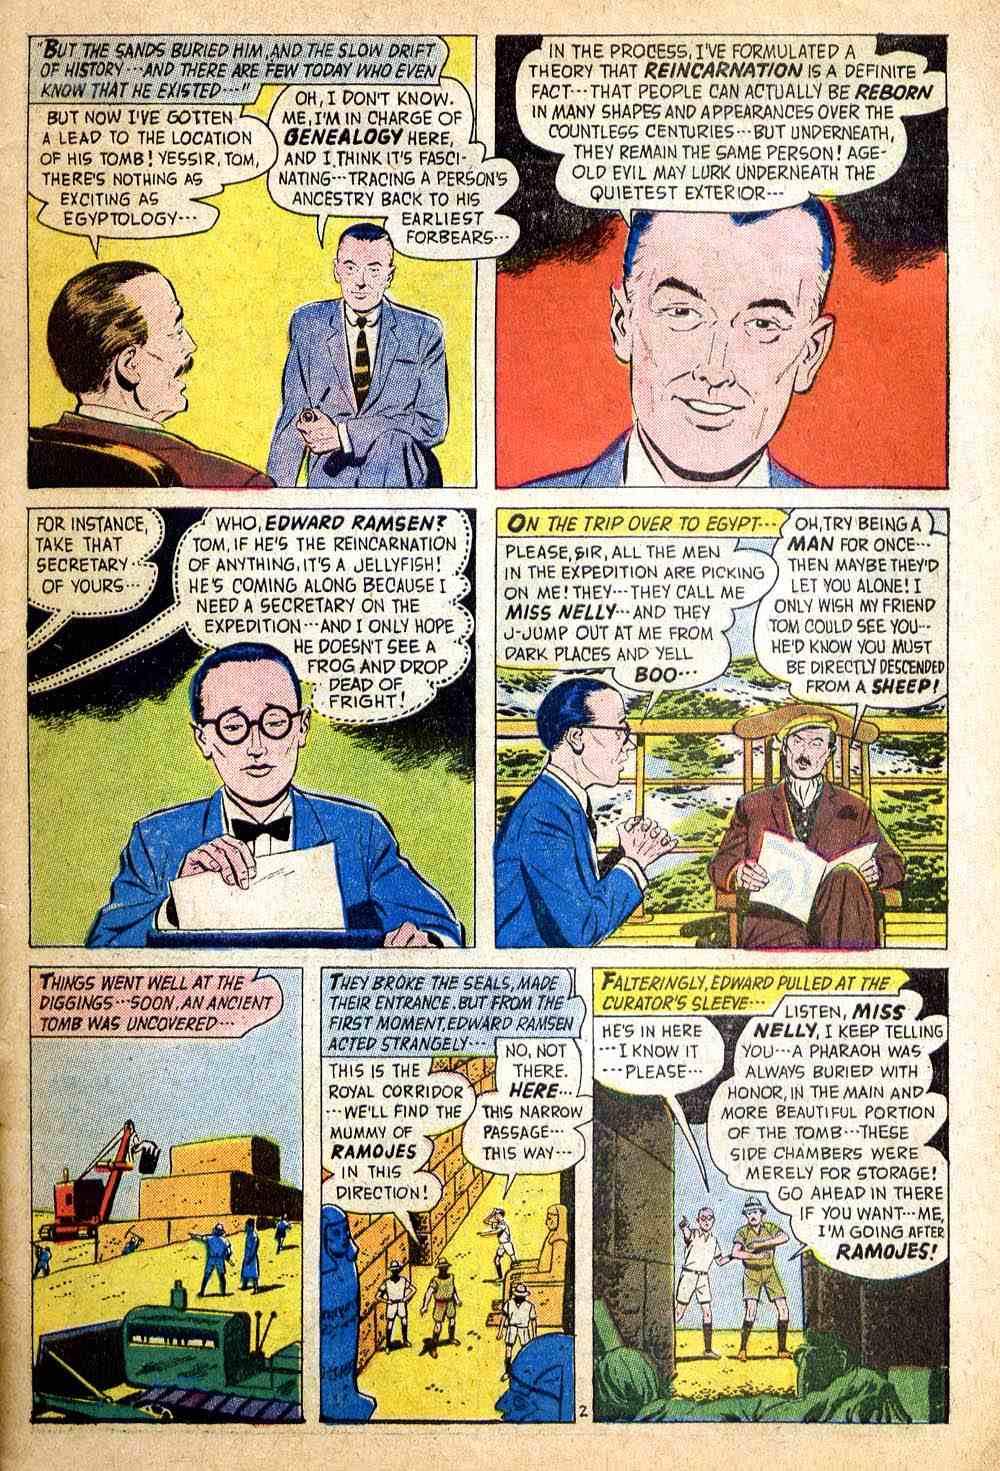 "BUT THE SANDS BURIED HIM, AND THE SLOW DRIFT
OF HISTORY---AND THERE ARE FEW TODAY WHO EVEN
KNOW THAT HE EXISTED---"
BUT NOW I'VE GOTTEN
A LEAD TO THE LOCATION
OF HIS TOMB! YESSIR, TOM,
THERE'S NOTHING AS
EXCITING AS
EGYPTOLOGY---
OH, I DON'T KNOW.
ME, I'M IN CHARGE OF
GENEALOGY HERE,
AND I THINK IT'S FASCI-
NATING---TRACING A PERSON'S
ANCESTRY BACK TO HIS
EARLIEST
FORBEARS---
IN THE PROCESS, I'VE FORMULATED A
THEORY THAT REINCARNATION IS A DEFINITE
FACT---THAT PEOPLE CAN ACTUALLY BE REBORN
IN MANY SHAPES AND APPEARANCES OVER THE
COUNTLESS CENTURIES---BUT UNDERNEATH,
THEY REMAIN THE SAME PERSON! AGE-
OLD EVIL MAY LURK UNDERNEATH THE
QUIETEST EXTERIOR---
FOR INSTANCE,
TAKE THAT
SECRETARY
OF YOURS---
WHO, EDWARD RAMSEN?
TOM, IF HE'S THE REINCARNATION
OF ANYTHING, IT'S A JELLYFISH!
HE'S COMING ALONG BECAUSE I
NEED A SECRETARY ON THE
EXPEDITION---AND I ONLY HOPE
HE DOESN'T SEE A
FROG AND DROP
DEAD OF
FRIGHT!
ON THE TRIP OVER TO EGYPT---
PLEASE, SIR, ALL THE MEN
IN THE EXPEDITION ARE PICKING
ON ME! THEY---THEY CALL ME
MISS NELLY---AND THEY
J-JUMP OUT AT ME FROM
DARK PLACES AND YELL
BOO---
OH, TRY BEING A
MAN FOR ONCE---
THEN MAYBE THEY'D
LET YOU ALONE! I
ONLY WISH MY FRIEND
TOM COULD SEE YOU---
HE'D KNOW YOU MUST
BE DIRECTLY DESCENDED
FROM A SHEEP!
THINGS WENT WELL AT THE
DIGGINGS---SOON, AN ANCIENT
TOMB WAS UNCOVERED---
THEY BROKE THE SEALS, MADE
THEIR ENTRANCE. BUT FROM THE
FIRST MOMENT, EDWARD RAMSEN
ACTED STRANGELY---
THIS IS THE
ROYAL CORRIDOR
---WE'LL FIND THE
MUMMY OF
RAMOJES
IN THIS
DIRECTION!
NO, NOT
THERE.
HERE---
THIS NARROW
PASSAGE---
THIS WAY---
2
FALTERINGLY, EDWARD PULLED AT THE
CURATOR'S SLEEVE---
HE'S IN HERE
---I KNOW IT
---PLEASE---
LISTEN, MISS
NELLY, I KEEP TELLING
YOU---A PHARAOH WAS
ALWAYS BURIED WITH
HONOR, IN THE MAIN AND
MORE BEAUTIFUL PORTION
OF THE TOMB---THESE
SIDE CHAMBERS WERE
MERELY FOR STORAGE!
GO AHEAD IN THERE
IF YOU WANT---ME,
I'M GOING AFTER
RAMOJES!